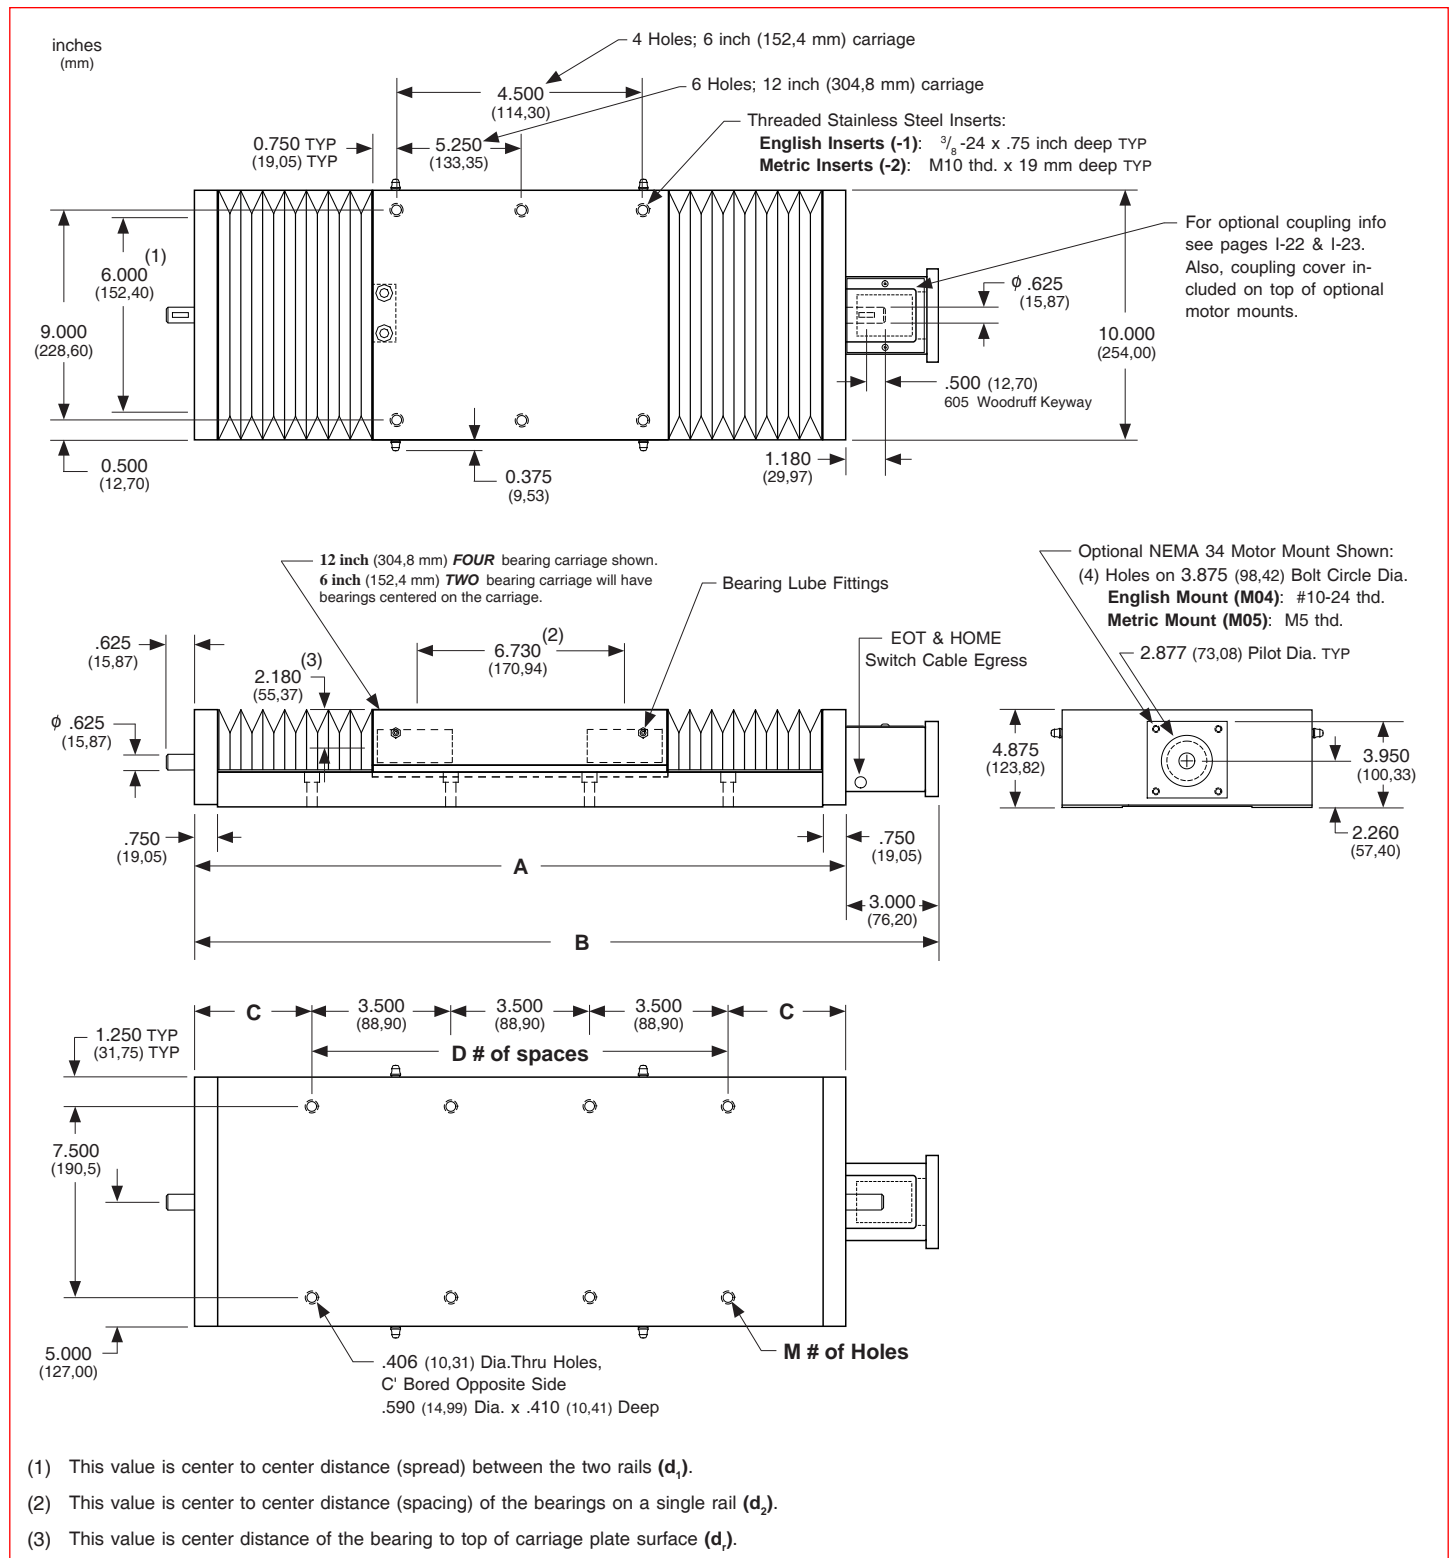 inches
(mm)
4 Holes; 6 inch (152,4 mm) carriage
4.500
(114,30)
6 Holes; 12 inch (304,8 mm) carriage
0.750 TYP
(19,05) TYP
5.250
(133,35)
Threaded Stainless Steel Inserts:
English Inserts (-1): 3/8 -24 x .75 inch deep TYP
Metric Inserts (-2): M10 thd. x 19 mm deep TYP
6.000 (1)
(152,40)
9.000
(228,60)
0.500
(12,70)
0.375
(9,53)
For optional coupling info
see pages I-22 & I-23.
Also, coupling cover in-
cluded on top of optional
motor mounts.
ϕ .625
(15,87)
10.000
(254,00)
.500 (12,70)
605 Woodruff Keyway
1.180
(29,97)
12 inch (304,8 mm) FOUR bearing carriage shown.
6 inch (152,4 mm) TWO bearing carriage will have
bearings centered on the carriage.
Bearing Lube Fittings
Optional NEMA 34 Motor Mount Shown:
(4) Holes on 3.875 (98,42) Bolt Circle Dia.
English Mount (M04): #10-24 thd.
Metric Mount (M05): M5 thd.
2.877 (73,08) Pilot Dia. TYP
EOT & HOME
Switch Cable Egress
.625
(15,87)
2.180 (3)
(55,37)
6.730 (2)
(170,94)
ϕ .625
(15,87)
4.875
(123,82)
3.950
(100,33)
2.260
(57,40)
.750
(19,05)
A
.750
(19,05)
3.000
(76,20)
B
C
3.500
(88,90)
3.500
(88,90)
3.500
(88,90)
C
1.250 TYP
(31,75) TYP
D # of spaces
7.500
(190,5)
5.000
(127,00)
.406 (10,31) Dia.Thru Holes,
C' Bored Opposite Side
.590 (14,99) Dia. x .410 (10,41) Deep
M # of Holes
(1) This value is center to center distance (spread) between the two rails (d1).
(2) This value is center to center distance (spacing) of the bearings on a single rail (d2).
(3) This value is center distance of the bearing to top of carriage plate surface (dr).